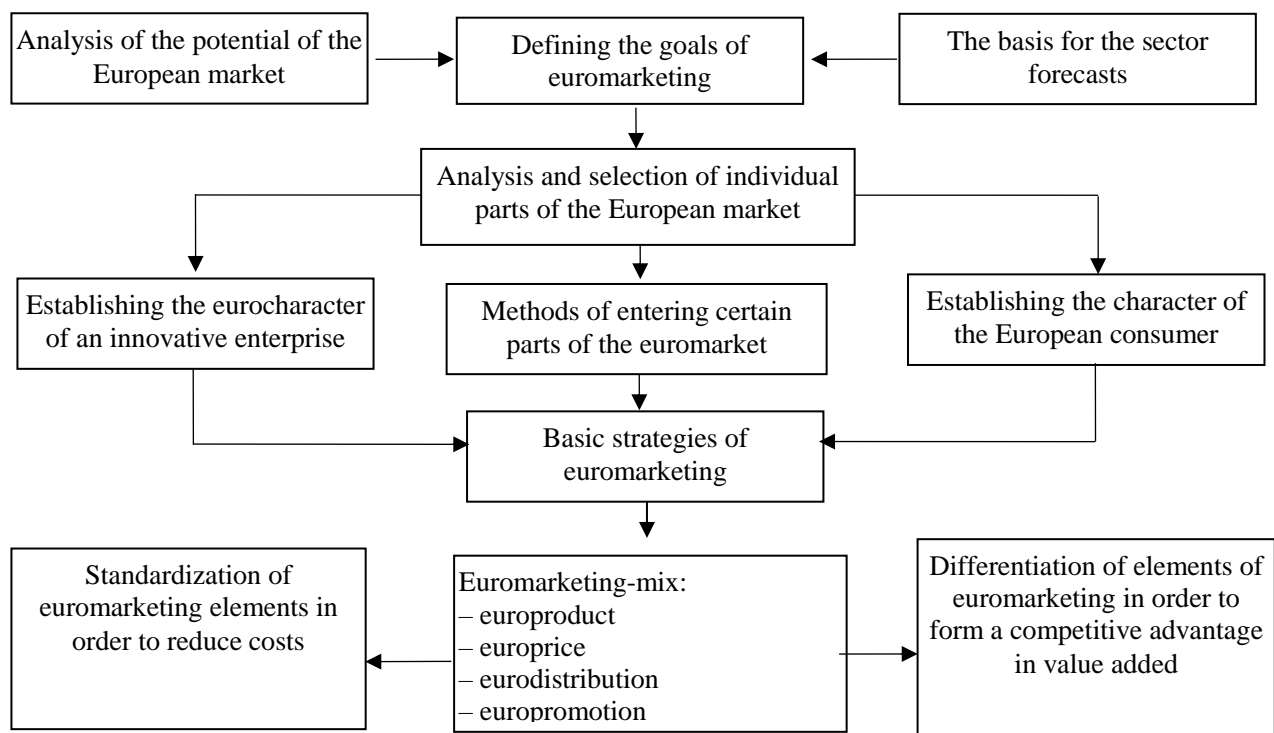 Analysis of the potential of the
European market
Defining the goals of
euromarketing
The basis for the sector
forecasts
Analysis and selection of individual
parts of the European market
Establishing the eurocharacter
of an innovative enterprise
Methods of entering certain
parts of the euromarket
Establishing the character of
the European consumer
Basic strategies of
euromarketing
Standardization of
euromarketing elements in
order to reduce costs
Euromarketing-mix:
– europroduct
– europrice
– eurodistribution
– europromotion
Differentiation of elements of
euromarketing in order to
form a competitive advantage
in value added